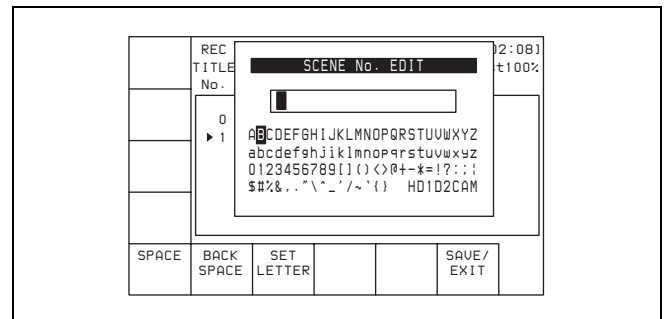 REC 02:08]
TITLE t100%
No.
SCENE No. EDIT
0
▶ 1
ABCDEFGHIJKLMNOPQRSTUVWXYZ
abcdefghijklmnopqrstuvwxyz
0123456789[]()<>@+-*=!?:;¦
$#%&,."\^_'/~`{} HD1D2CAM
SPACE BACK SPACE SET LETTER SAVE/ EXIT